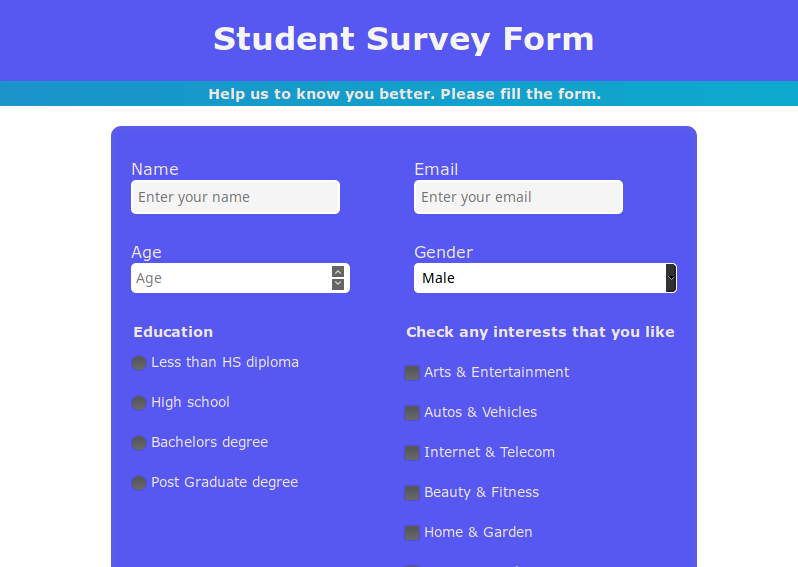 Student Survey Form
Help us to know you better. Please fill the form.
Name
Email
Enter your name
Enter your email
Age
Gender
Age
Male
Education
Check any interests that you like
Less than HS diploma
High school
Bachelors degree
Post Graduate degree
Arts & Entertainment
Autos & Vehicles
Internet & Telecom
Beauty & Fitness
Home & Garden